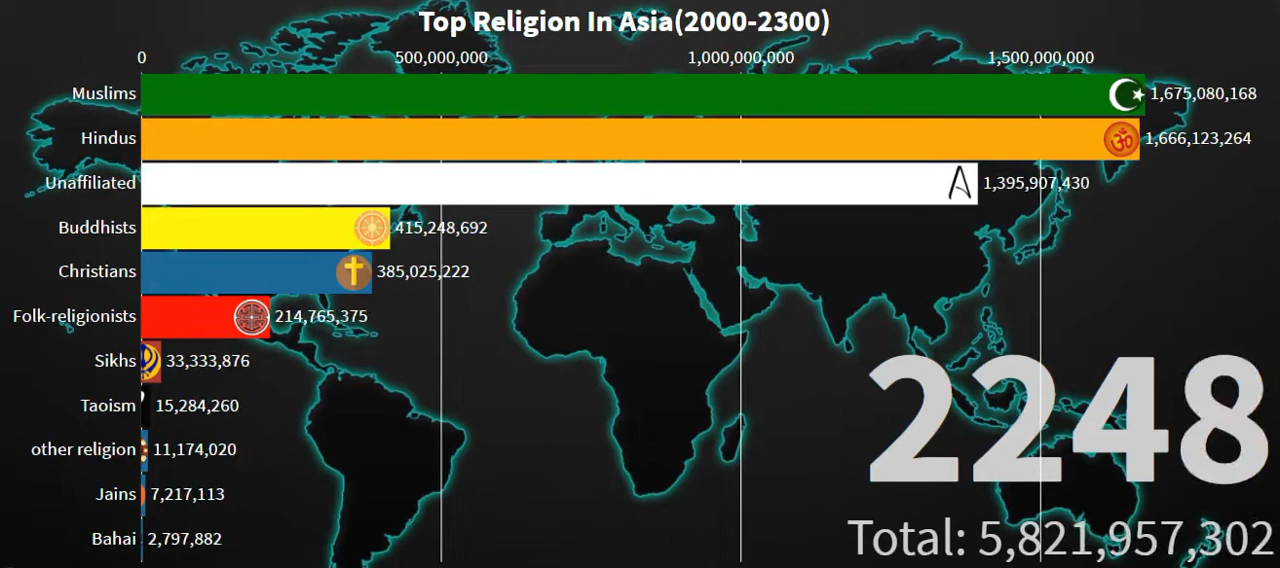 Top Religion In Asia(2000-2300)
0 500,000,000 1,000,000,000 1,500,000,000
Muslims 1,675,080,168
Hindus 1,666,123,264
Unaffiliated 1,395,907,430
Buddhists 415,248,692
Christians 385,025,222
Folk-religionists 214,765,375
Sikhs 33,333,876
Taoism 15,284,260
other religion 11,174,020
Jains 7,217,113
Bahai 2,797,882
2248
Total: 5,821,957,302